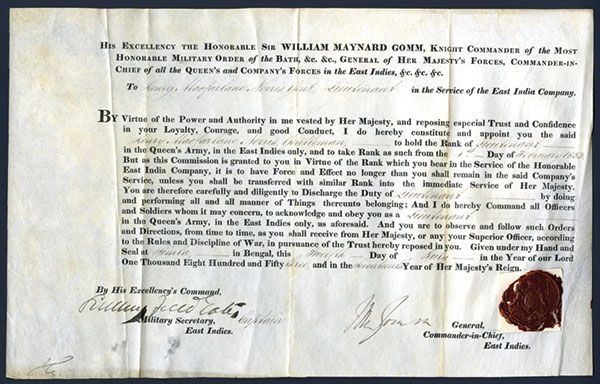 His Excellency the Honorable Sir WILLIAM MAYNARD GOMM, Knight Commander of the Most
Honorable Military Order of the Bath, &c. &c., General of Her Majesty's Forces, Commander-in-
Chief of all the Queen's and Company's Forces in the East Indies, &c. &c. &c.
To Henry Macfarlane Norris Gent, Lieutenant in the Service of the East India Company.
BY Virtue of the Power and Authority in me vested by Her Majesty, and reposing especial Trust and Confidence
in your Loyalty, Courage, and good Conduct, I do hereby constitute and appoint you the said
Henry Macfarlane Norris Gentleman, to hold the Rank of Lieutenant
in the Queen's Army, in the East Indies only, and to take Rank as such from the Day of
But as this Commission is granted to you in Virtue of the Rank which you bear in the Service of the Honorable
East India Company, it is to have Force and Effect no longer than you shall remain in the said Company's
Service, unless you shall be transferred with similar Rank into the immediate Service of Her Majesty.
You are therefore carefully and diligently to Discharge the Duty of Lieutenant by doing
and performing all and all manner of Things thereunto belonging; And I do hereby Command all Officers
and Soldiers whom it may concern, to acknowledge and obey you as a Lieutenant
in the Queen's Army, in the East Indies only, as aforesaid. And you are to observe and follow such Orders
and Directions, from time to time, as you shall receive from Her Majesty, or any your Superior Officer, according
to the Rules and Discipline of War, in pursuance of the Trust hereby reposed in you. Given under my Hand and
Seal at Simla in Bengal, this Day of in the Year of our Lord
One Thousand Eight Hundred and Fifty three and in the Year of Her Majesty's Reign.
By His Excellency's Command,
Captain
Military Secretary,
East Indies.
Wm Gomm
General,
Commander-in-Chief,
East Indies.